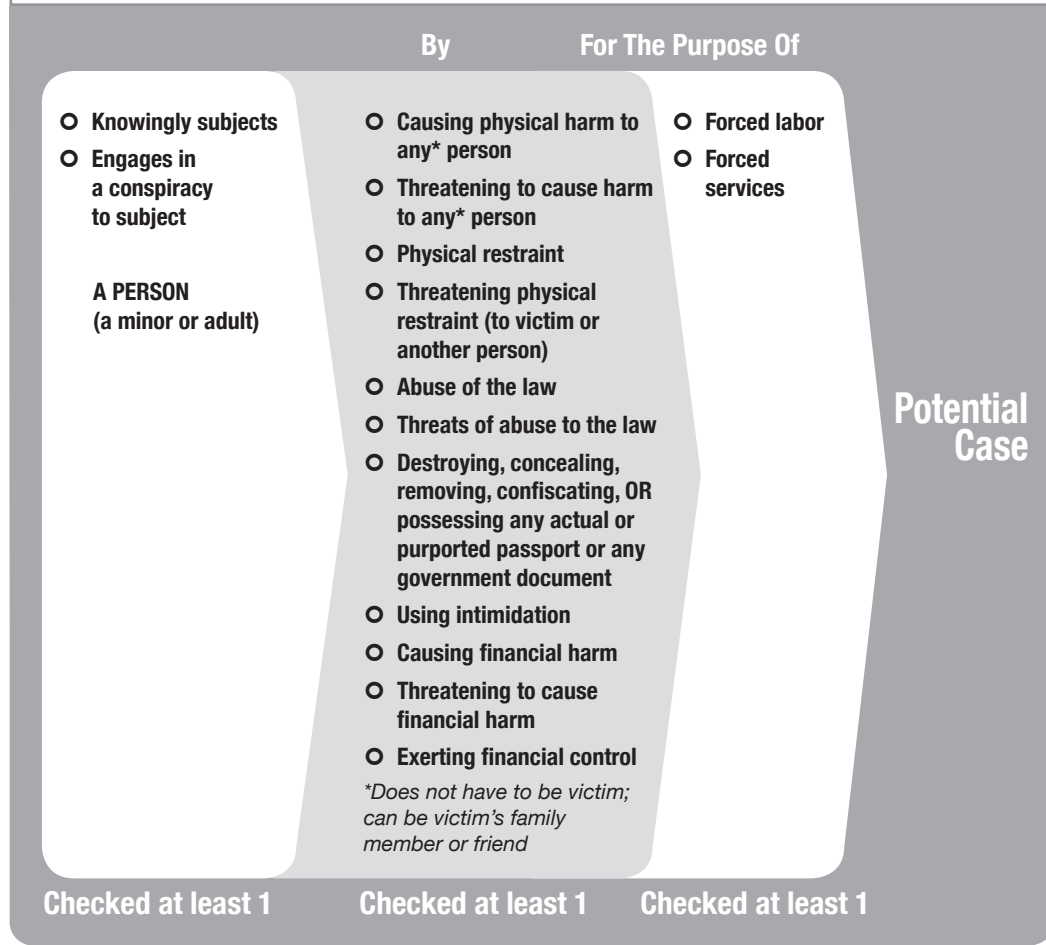 By
For The Purpose Of
Knowingly subjects
Engages in
a conspiracy
to subject
A PERSON
(a minor or adult)
Causing physical harm to
any* person
Threatening to cause harm
to any* person
Physical restraint
Threatening physical
restraint (to victim or
another person)
Abuse of the law
Threats of abuse to the law
Destroying, concealing,
removing, confiscating, OR
possessing any actual or
purported passport or any
government document
Using intimidation
Causing financial harm
Threatening to cause
financial harm
Exerting financial control
*Does not have to be victim;
can be victim's family
member or friend
Forced labor
Forced
services
Potential
Case
Checked at least 1
Checked at least 1
Checked at least 1